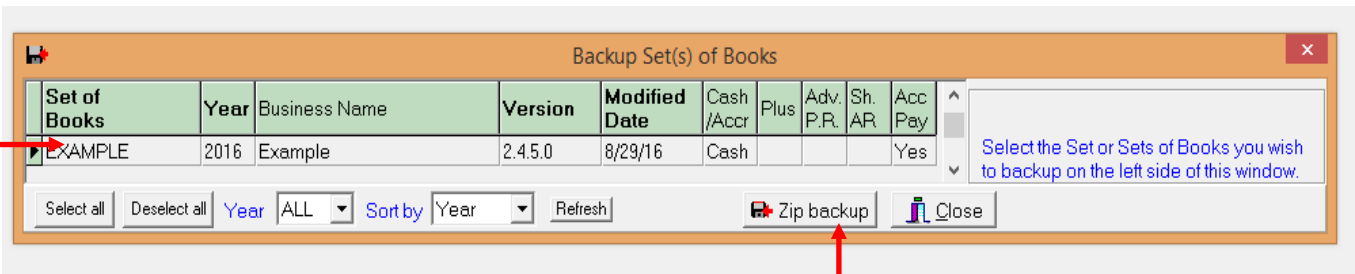 Backup Set(s) of Books
Set of Books Year Business Name Version Modified Date Cash /Accr Plus Adv. P.R. Sh. AR Acc Pay
EXAMPLE 2016 Example 2.4.5.0 8/29/16 Cash Yes
Select the Set or Sets of Books you wish
to backup on the left side of this window.
Select all Deselect all Year ALL Sort by Year Refresh Zip backup Close